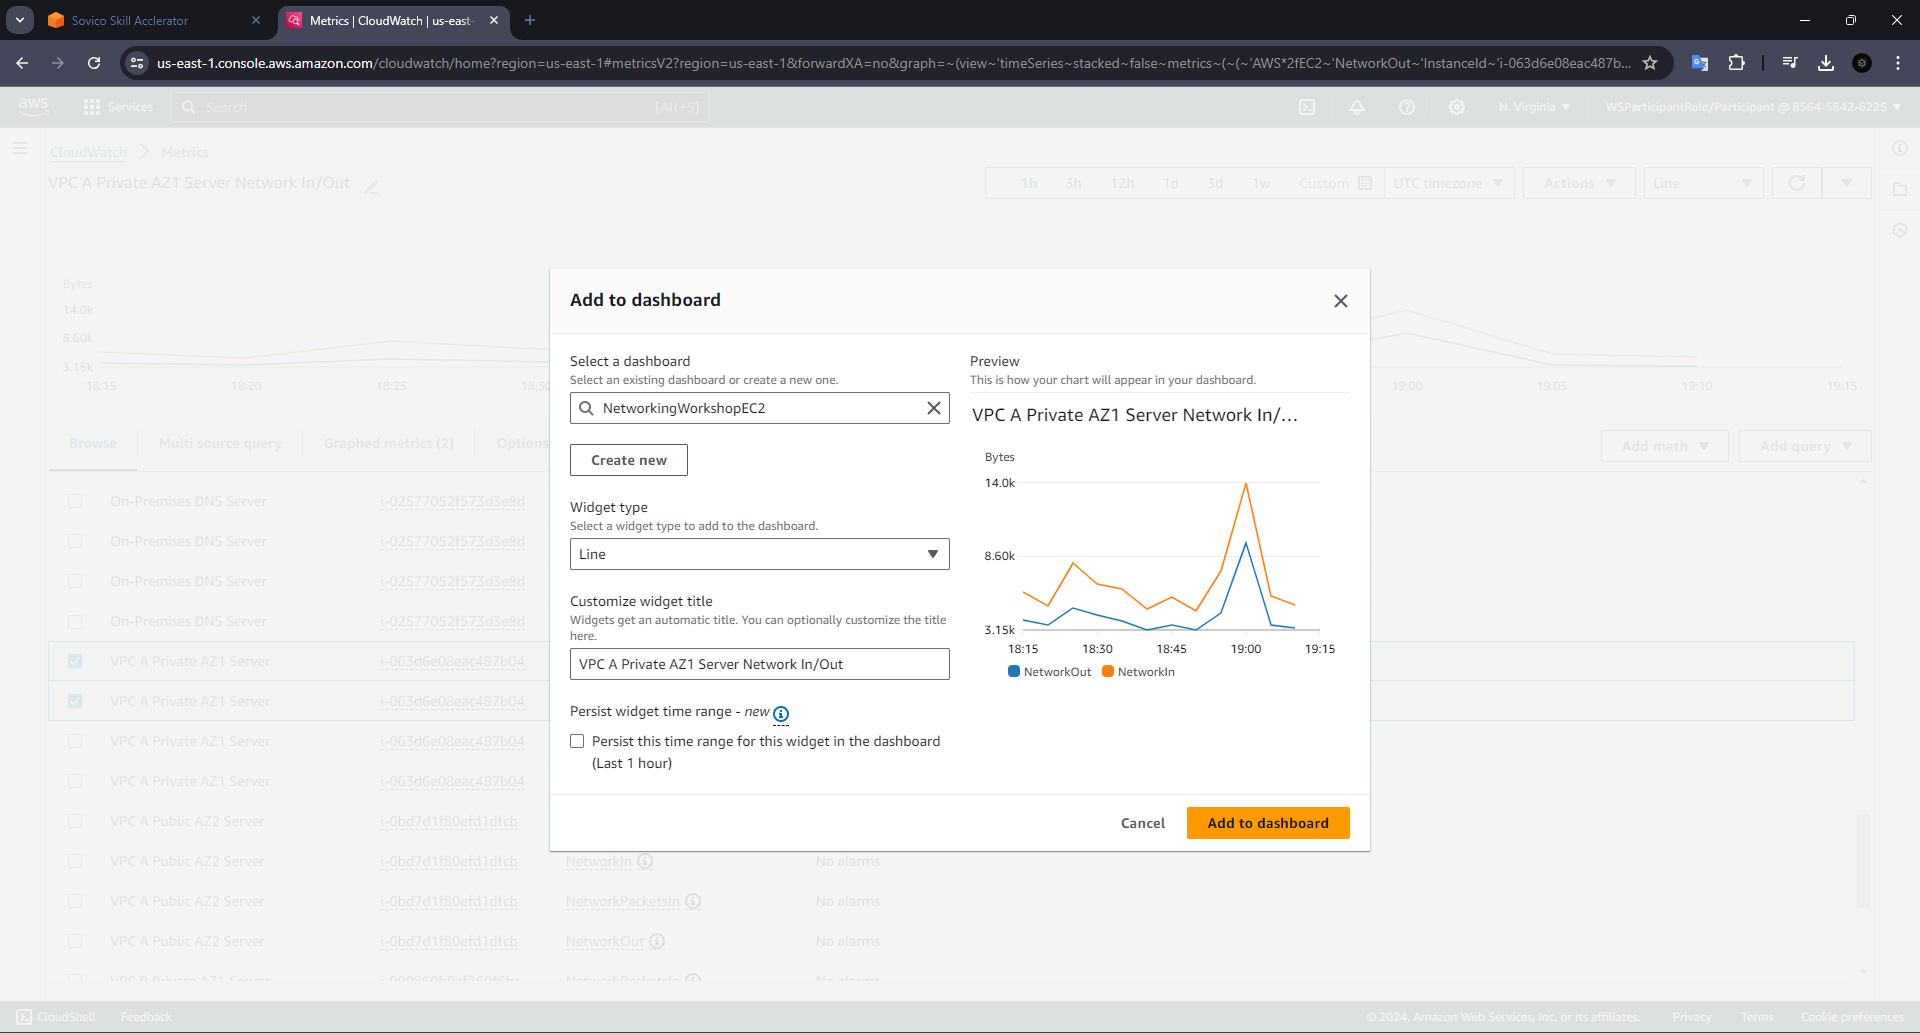 Sovico Skill Acclerator
Metrics | CloudWatch | us-east-
us-east-1.console.aws.amazon.com/cloudwatch/home?region=us-east-1#metricsV2?region=us-east-1&forwardXA=no&graph=~(view~'timeSeries~stacked~false~metrics~(~(~'AWS*2fEC2~'NetworkOut~'InstanceId~'i-063d6e08eac487b...
aws
Services
Search
[Alt+S]
N. Virginia
WSParticipantRole/Participant @ 8564-5642-6225
CloudWatch
Metrics
VPC A Private AZ1 Server Network In/Out
1h 3h 12h 1d 3d 1w Custom
UTC timezone
Actions
Line
Bytes
14.0k
8.60k
3.15k
18:15 18:20 18:25 18:30 19:00 19:05 19:10 19:15
Browse
Multi source query
Graphed metrics (2)
Options
Add math
Add query
On-Premises DNS Server i-02577052f573d3e8d
On-Premises DNS Server i-02577052f573d3e8d
On-Premises DNS Server i-02577052f573d3e8d
On-Premises DNS Server i-02577052f573d3e8d
VPC A Private AZ1 Server i-063d6e08eac487b04
VPC A Private AZ1 Server i-063d6e08eac487b04
VPC A Private AZ1 Server i-063d6e08eac487b04
VPC A Private AZ1 Server i-063d6e08eac487b04
VPC A Public AZ2 Server i-0bd7d1f80efd1dfcb
VPC A Public AZ2 Server i-0bd7d1f80efd1dfcb NetworkIn No alarms
VPC A Public AZ2 Server i-0bd7d1f80efd1dfcb NetworkPacketsIn No alarms
VPC A Public AZ2 Server i-0bd7d1f80efd1dfcb NetworkOut No alarms
Add to dashboard
Select a dashboard
Select an existing dashboard or create a new one.
NetworkingWorkshopEC2
Create new
Widget type
Select a widget type to add to the dashboard.
Line
Customize widget title
Widgets get an automatic title. You can optionally customize the title
here.
VPC A Private AZ1 Server Network In/Out
Persist widget time range - new
Persist this time range for this widget in the dashboard
(Last 1 hour)
Preview
This is how your chart will appear in your dashboard.
VPC A Private AZ1 Server Network In/...
Bytes
14.0k
8.60k
3.15k
18:15 18:30 18:45 19:00 19:15
NetworkOut NetworkIn
Cancel
Add to dashboard
CloudShell
Feedback
© 2024, Amazon Web Services, Inc. or its affiliates.
Privacy
Terms
Cookie preferences